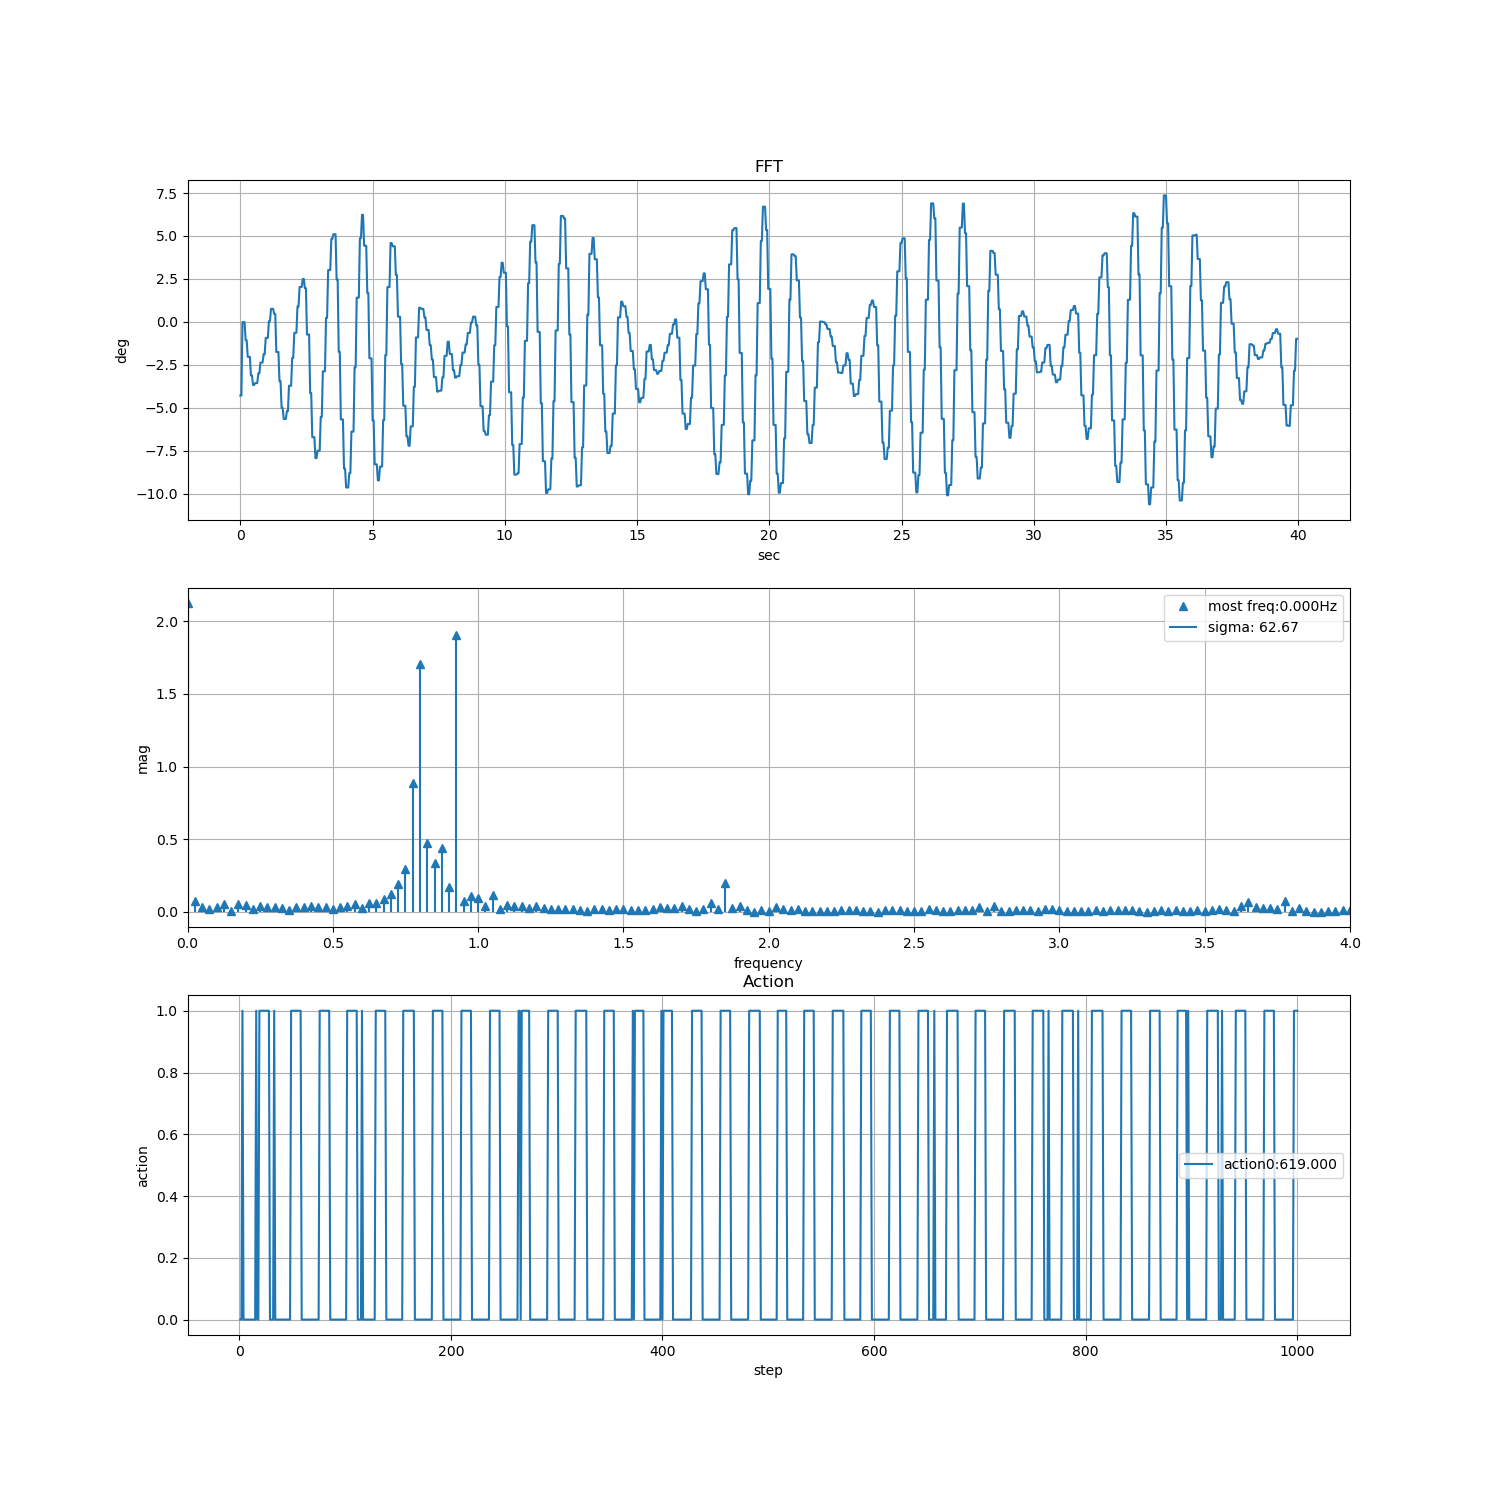 FFT
7.5
5.0
2.5
0.0
−2.5
−5.0
−7.5
−10.0
deg
0 5 10 15 20 25 30 35 40
sec
most freq:0.000Hz
sigma: 62.67
2.0
1.5
1.0
0.5
0.0
mag
0.0 0.5 1.0 1.5 2.0 2.5 3.0 3.5 4.0
frequency
Action
1.0
0.8
0.6
0.4
0.2
0.0
action
action0:619.000
0 200 400 600 800 1000
step